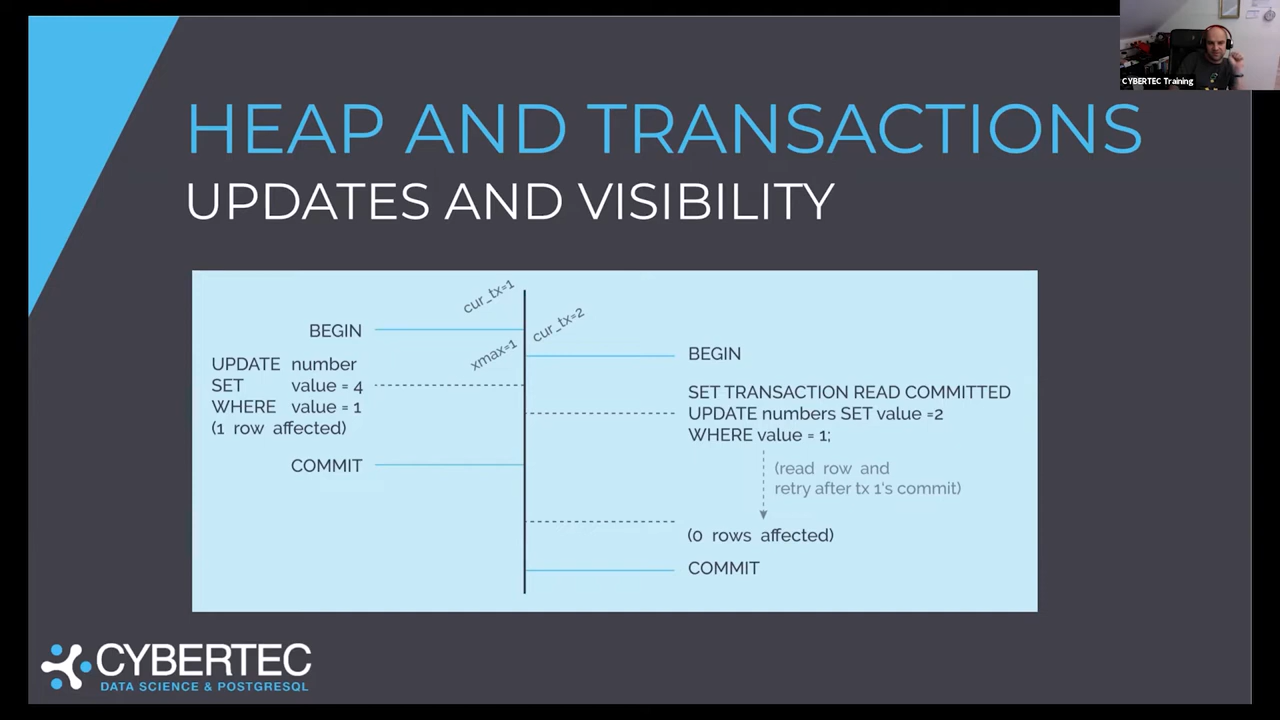 CYBERTEC Training
HEAP AND TRANSACTIONS
UPDATES AND VISIBILITY
cur_tx=1
BEGIN
cur_tx=2
xmax=1
BEGIN
UPDATE number
SET value = 4
WHERE value = 1
(1 row affected)
SET TRANSACTION READ COMMITTED
UPDATE numbers SET value =2
WHERE value = 1;
COMMIT
(read row and
retry after tx 1's commit)
(0 rows affected)
COMMIT
CYBERTEC
DATA SCIENCE & POSTGRESQL